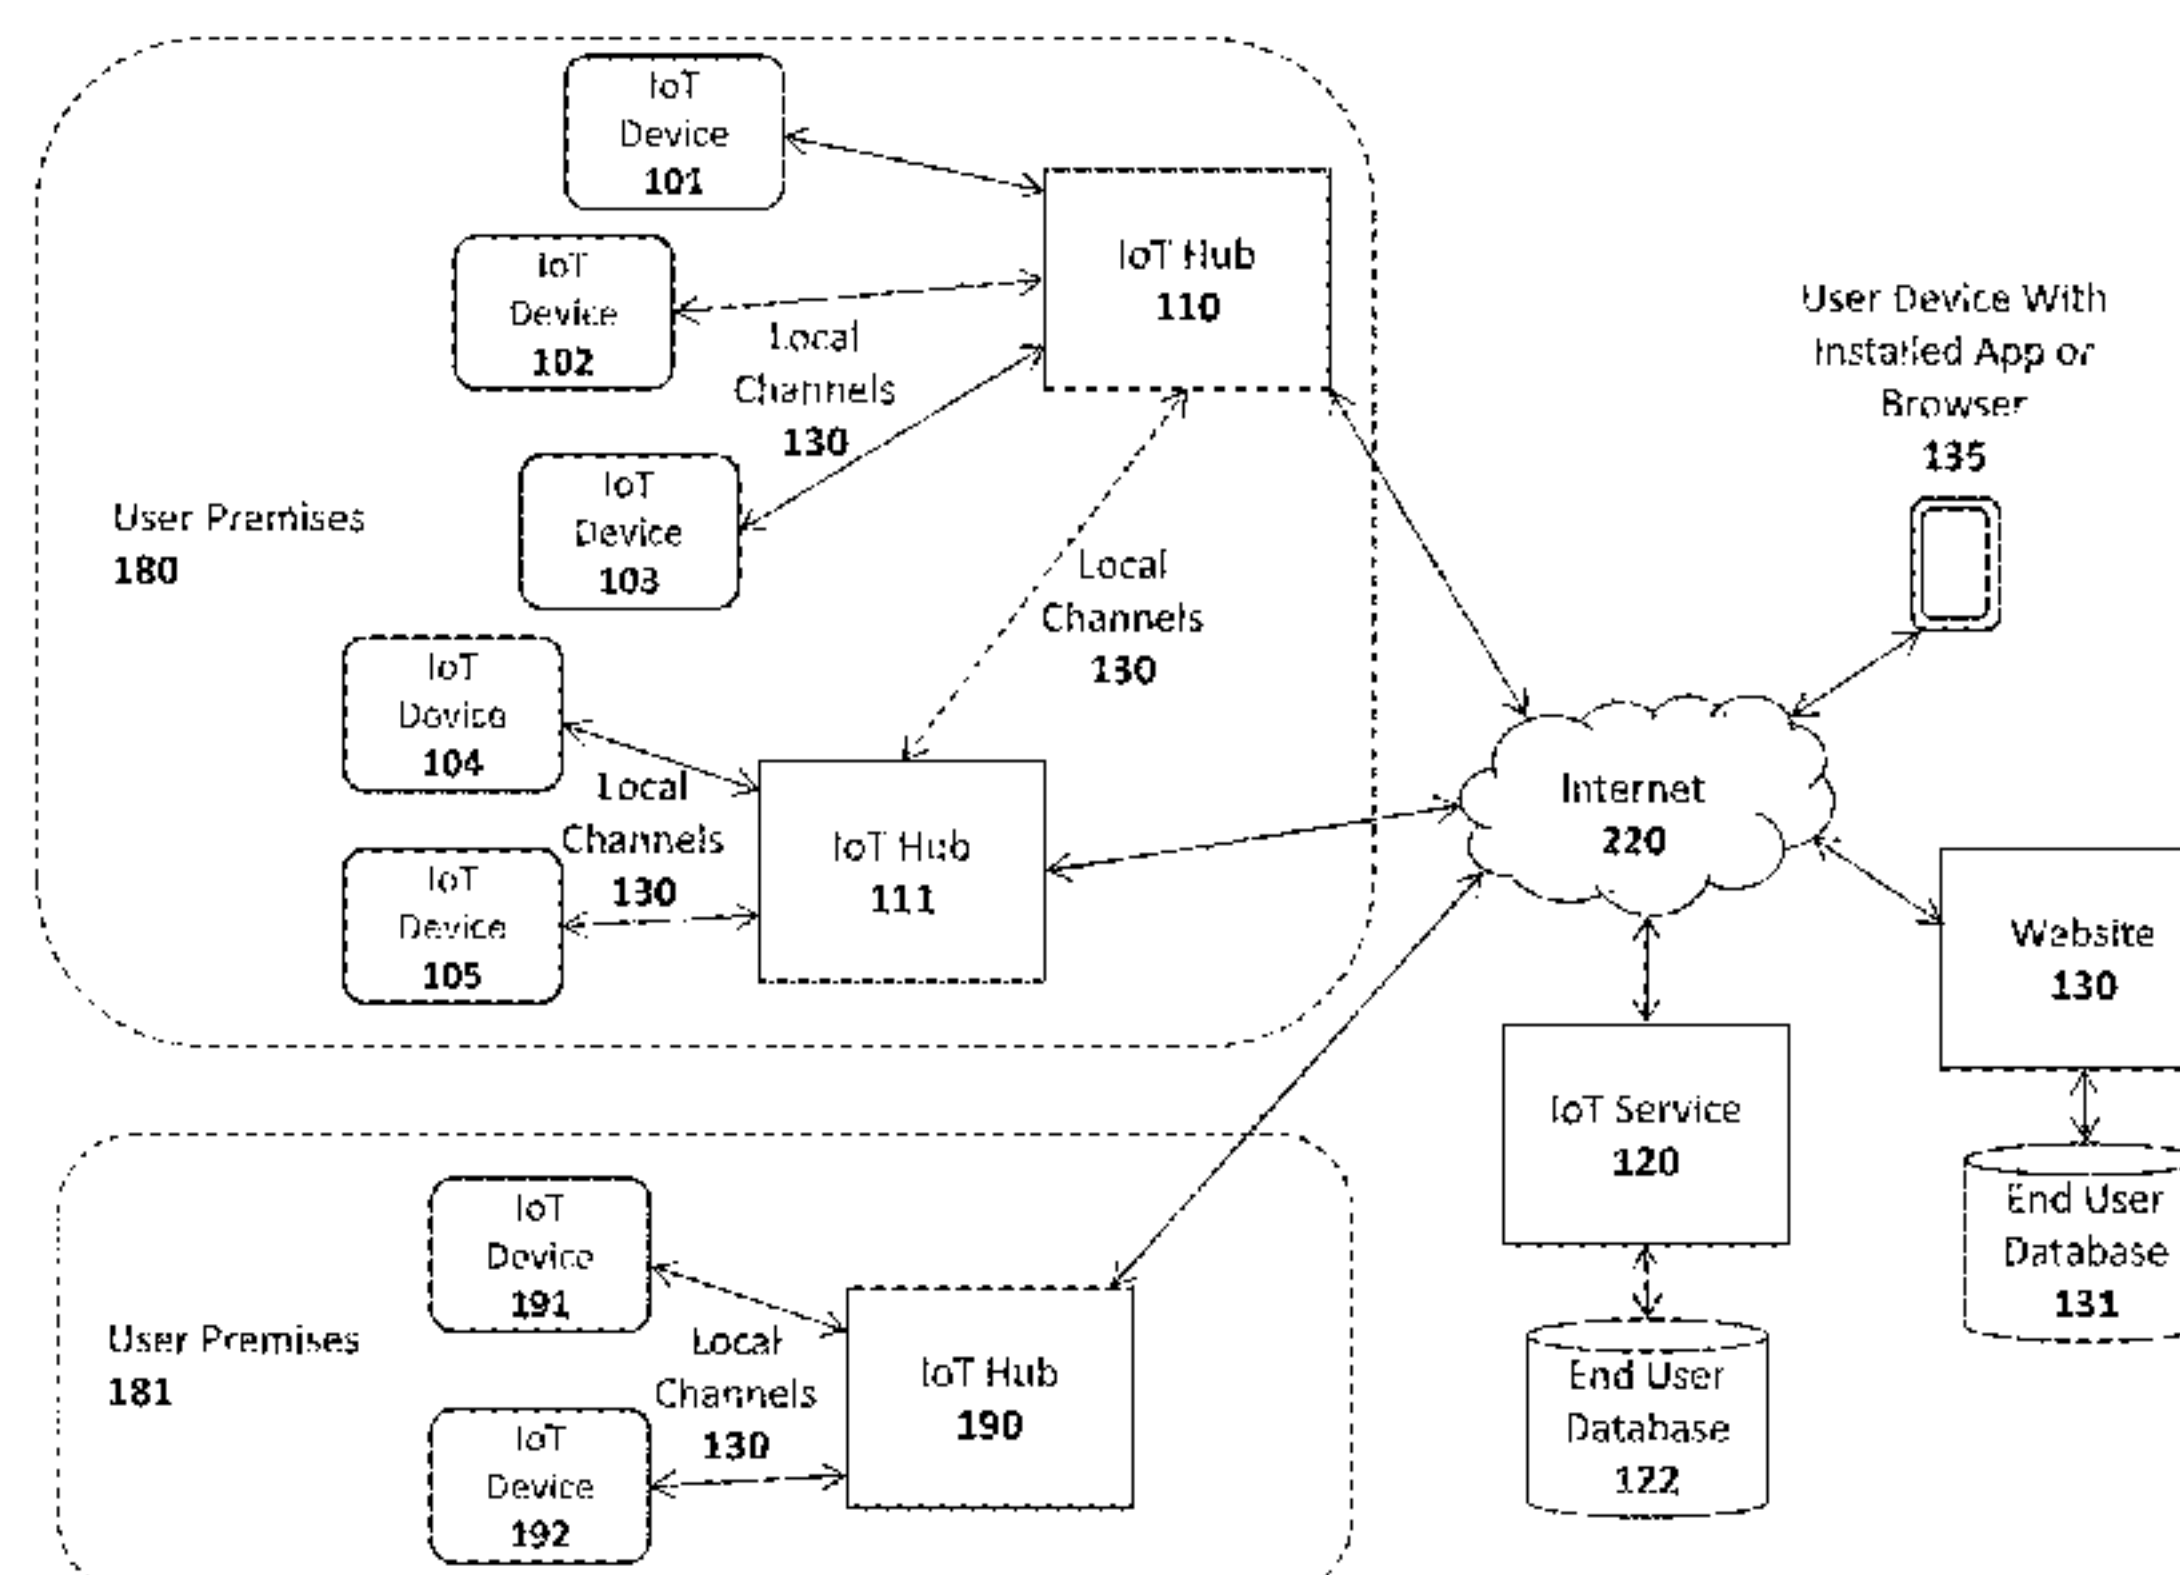 IoT
Device
101
IoT
Device
102
Local
Channels
130
IoT
Device
103
IoT Hub
110
User Premises
180
Local
Channels
130
IoT
Device
104
Local
Channels
130
IoT
Device
105
IoT Hub
111
User Device With
Installed App or
Browser
135
Internet
220
Website
130
End User
Database
131
IoT Service
120
End User
Database
122
User Premises
181
IoT
Device
191
Local
Channels
130
IoT
Device
192
IoT Hub
190